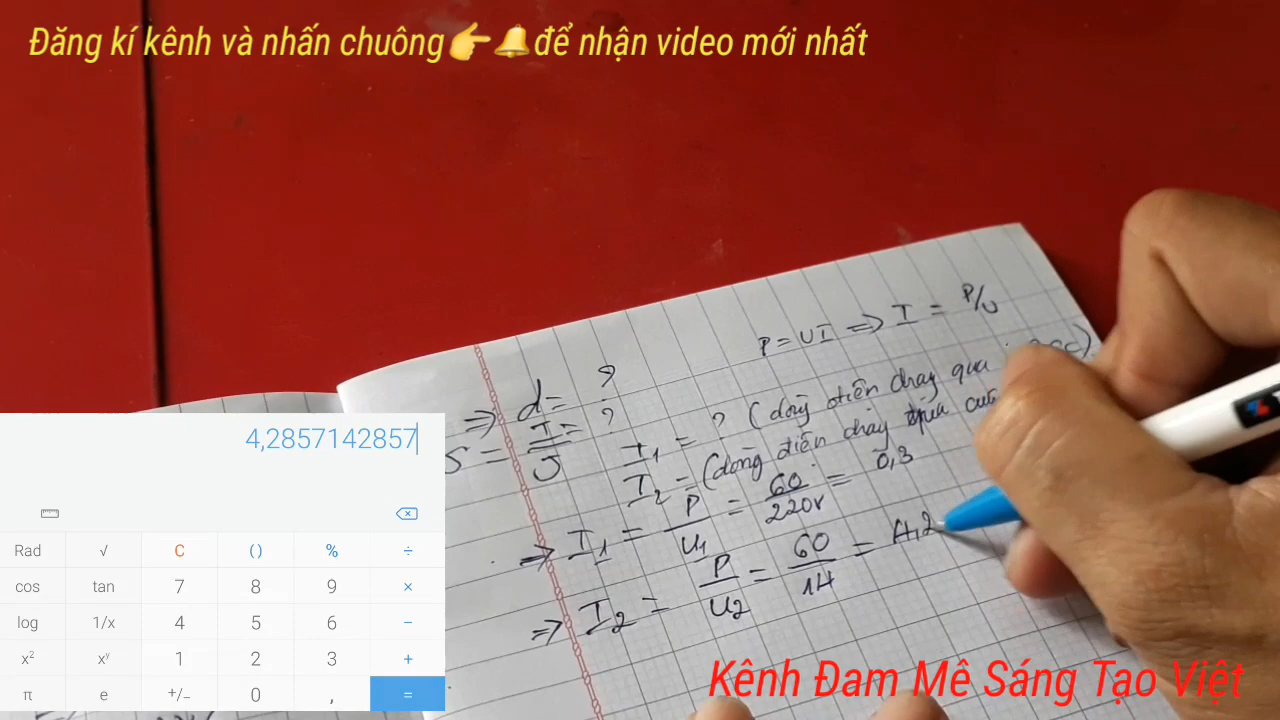 Đăng kí kênh và nhấn chuông👉🔔để nhận video mới nhất
P = UI => I = P/U
=> d = ?
S = I/J = ?
I1 = ? (dòng điện chạy qua
I2 = (dòng điện chạy qua cuộn
=> I1 = P/U1 = 60/220V = 0,3
=> I2 = P/U2 = 60/14 = 4,2
4,2857142857
Rad √ C () % ÷
cos tan 7 8 9 ×
log 1/x 4 5 6 −
x² xʸ 1 2 3 +
π e +/− 0 , =
Kênh Đam Mê Sáng Tạo Việt